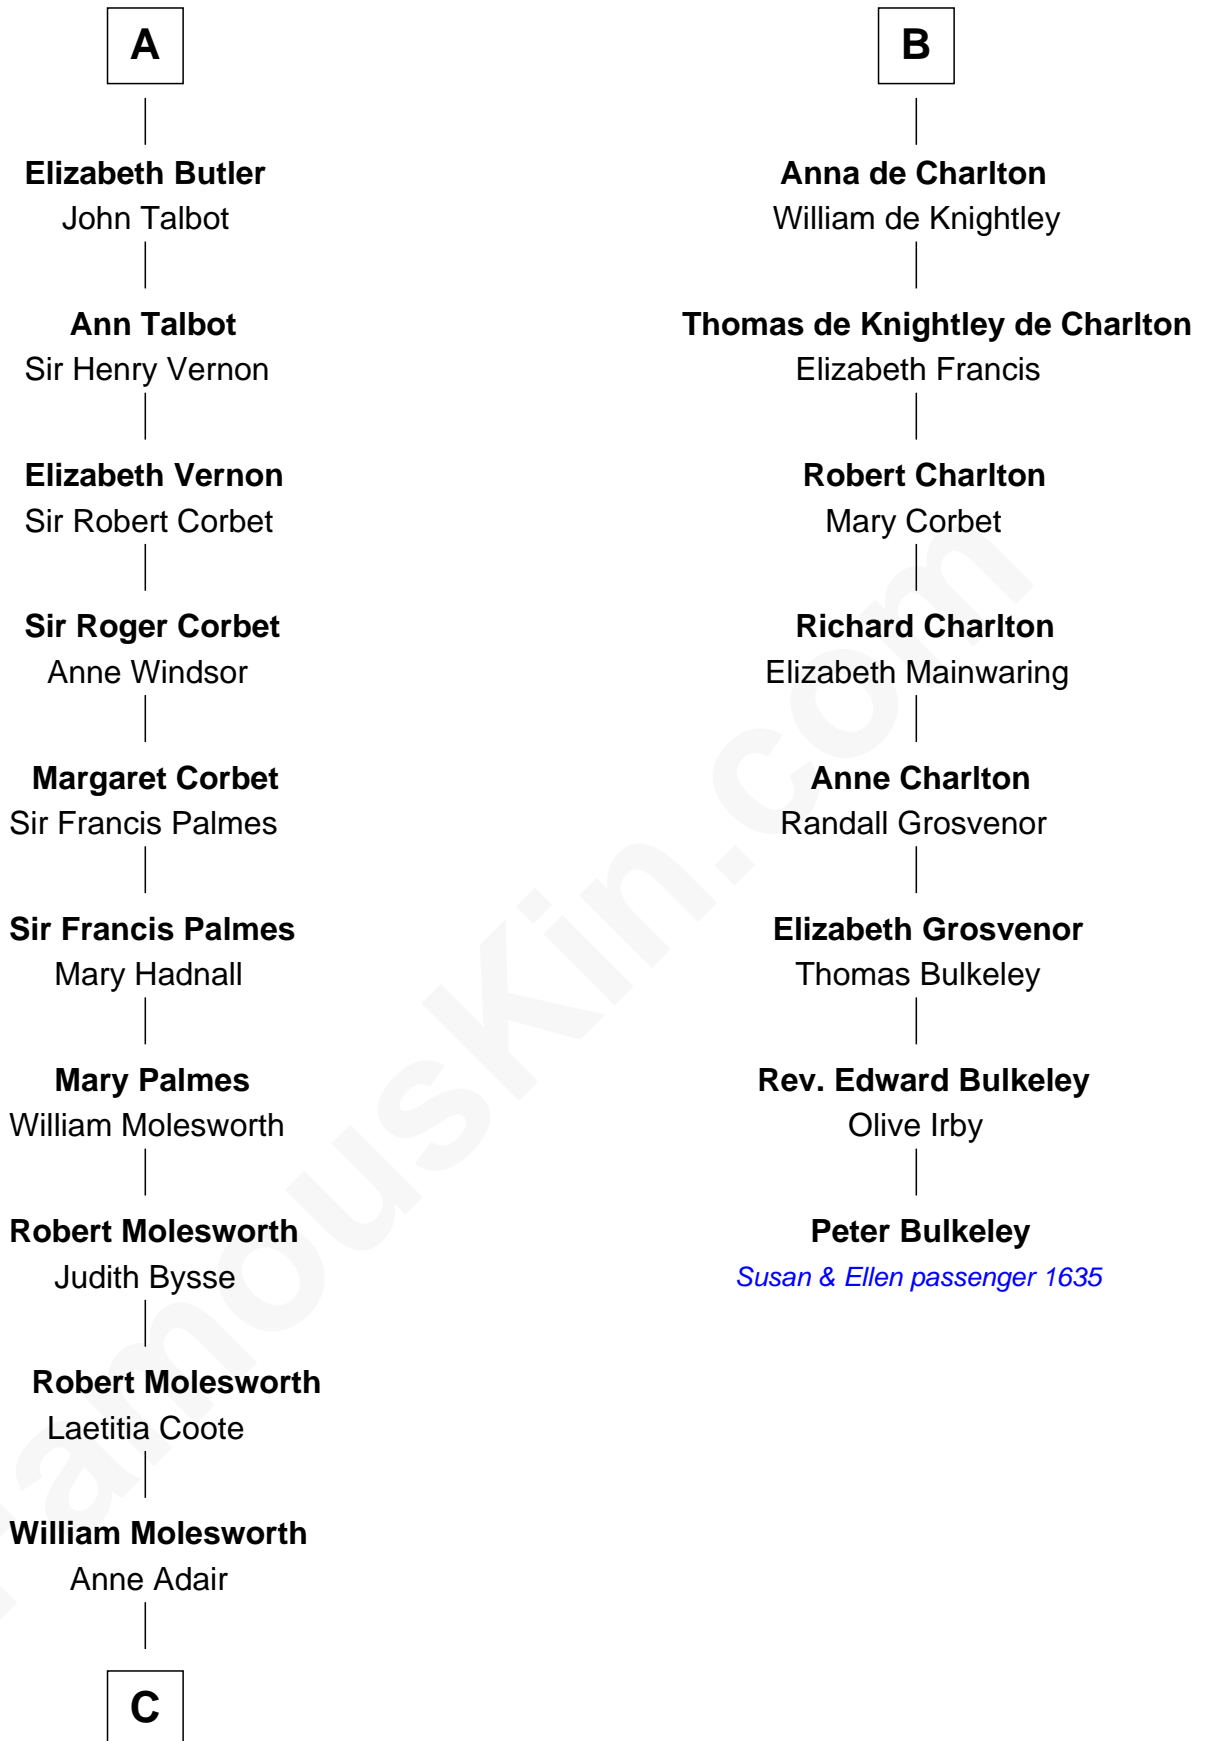 A
Elizabeth Butler
John Talbot
Ann Talbot
Sir Henry Vernon
Elizabeth Vernon
Sir Robert Corbet
Sir Roger Corbet
Anne Windsor
Margaret Corbet
Sir Francis Palmes
Sir Francis Palmes
Mary Hadnall
Mary Palmes
William Molesworth
Robert Molesworth
Judith Bysse
Robert Molesworth
Laetitia Coote
William Molesworth
Anne Adair
C
B
Anna de Charlton
William de Knightley
Thomas de Knightley de Charlton
Elizabeth Francis
Robert Charlton
Mary Corbet
Richard Charlton
Elizabeth Mainwaring
Anne Charlton
Randall Grosvenor
Elizabeth Grosvenor
Thomas Bulkeley
Rev. Edward Bulkeley
Olive Irby
Peter Bulkeley
Susan & Ellen passenger 1635
FamousKin.com